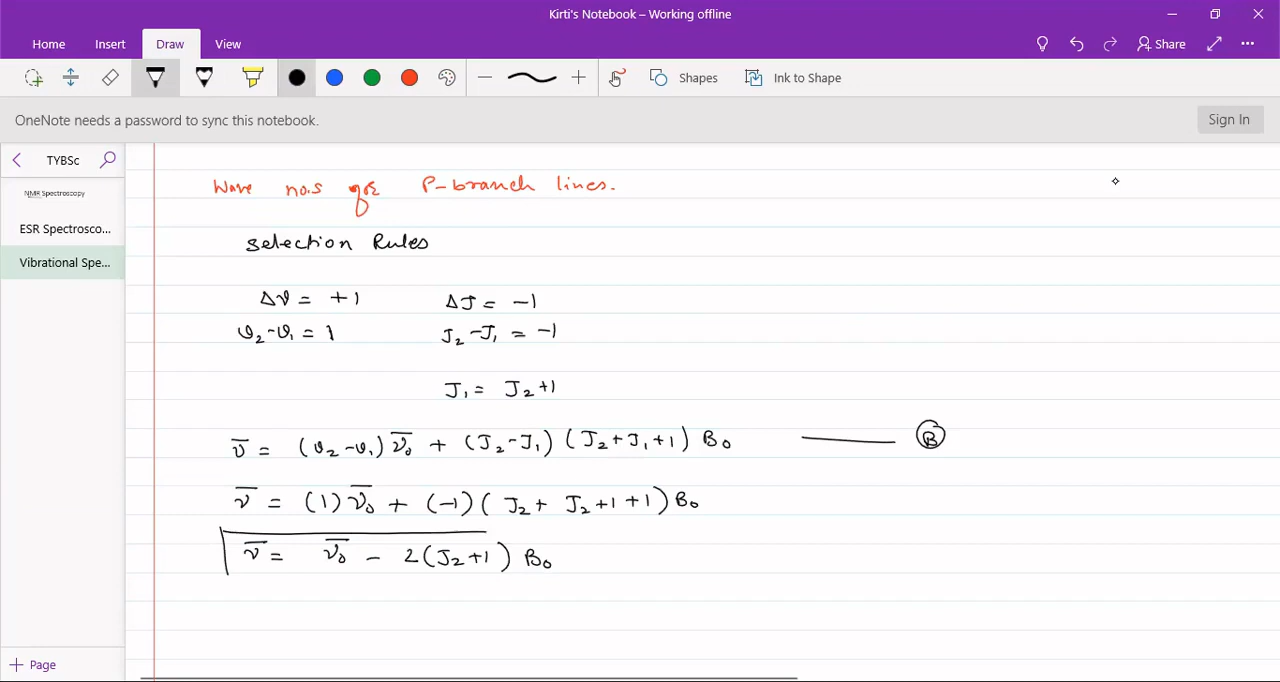 Kirti's Notebook – Working offline
Home Insert Draw View
Share
Shapes Ink to Shape
OneNote needs a password to sync this notebook. Sign In
TYBSc
NMR Spectroscopy
ESR Spectrosco...
Vibrational Spe...
Page
Wave no.s of P-branch lines.
Selection Rules
Δv = +1 ΔJ = -1
v₂-v₁ = 1 J₂-J₁ = -1
J₁ = J₂+1
ν̅ = (v₂-v₁) ν̅₀ + (J₂-J₁) (J₂+J₁+1) B₀ ——— B
ν̅ = (1) ν̅₀ + (-1) (J₂+ J₂+1+1) B₀
ν̅ = ν̅₀ - 2(J₂+1) B₀